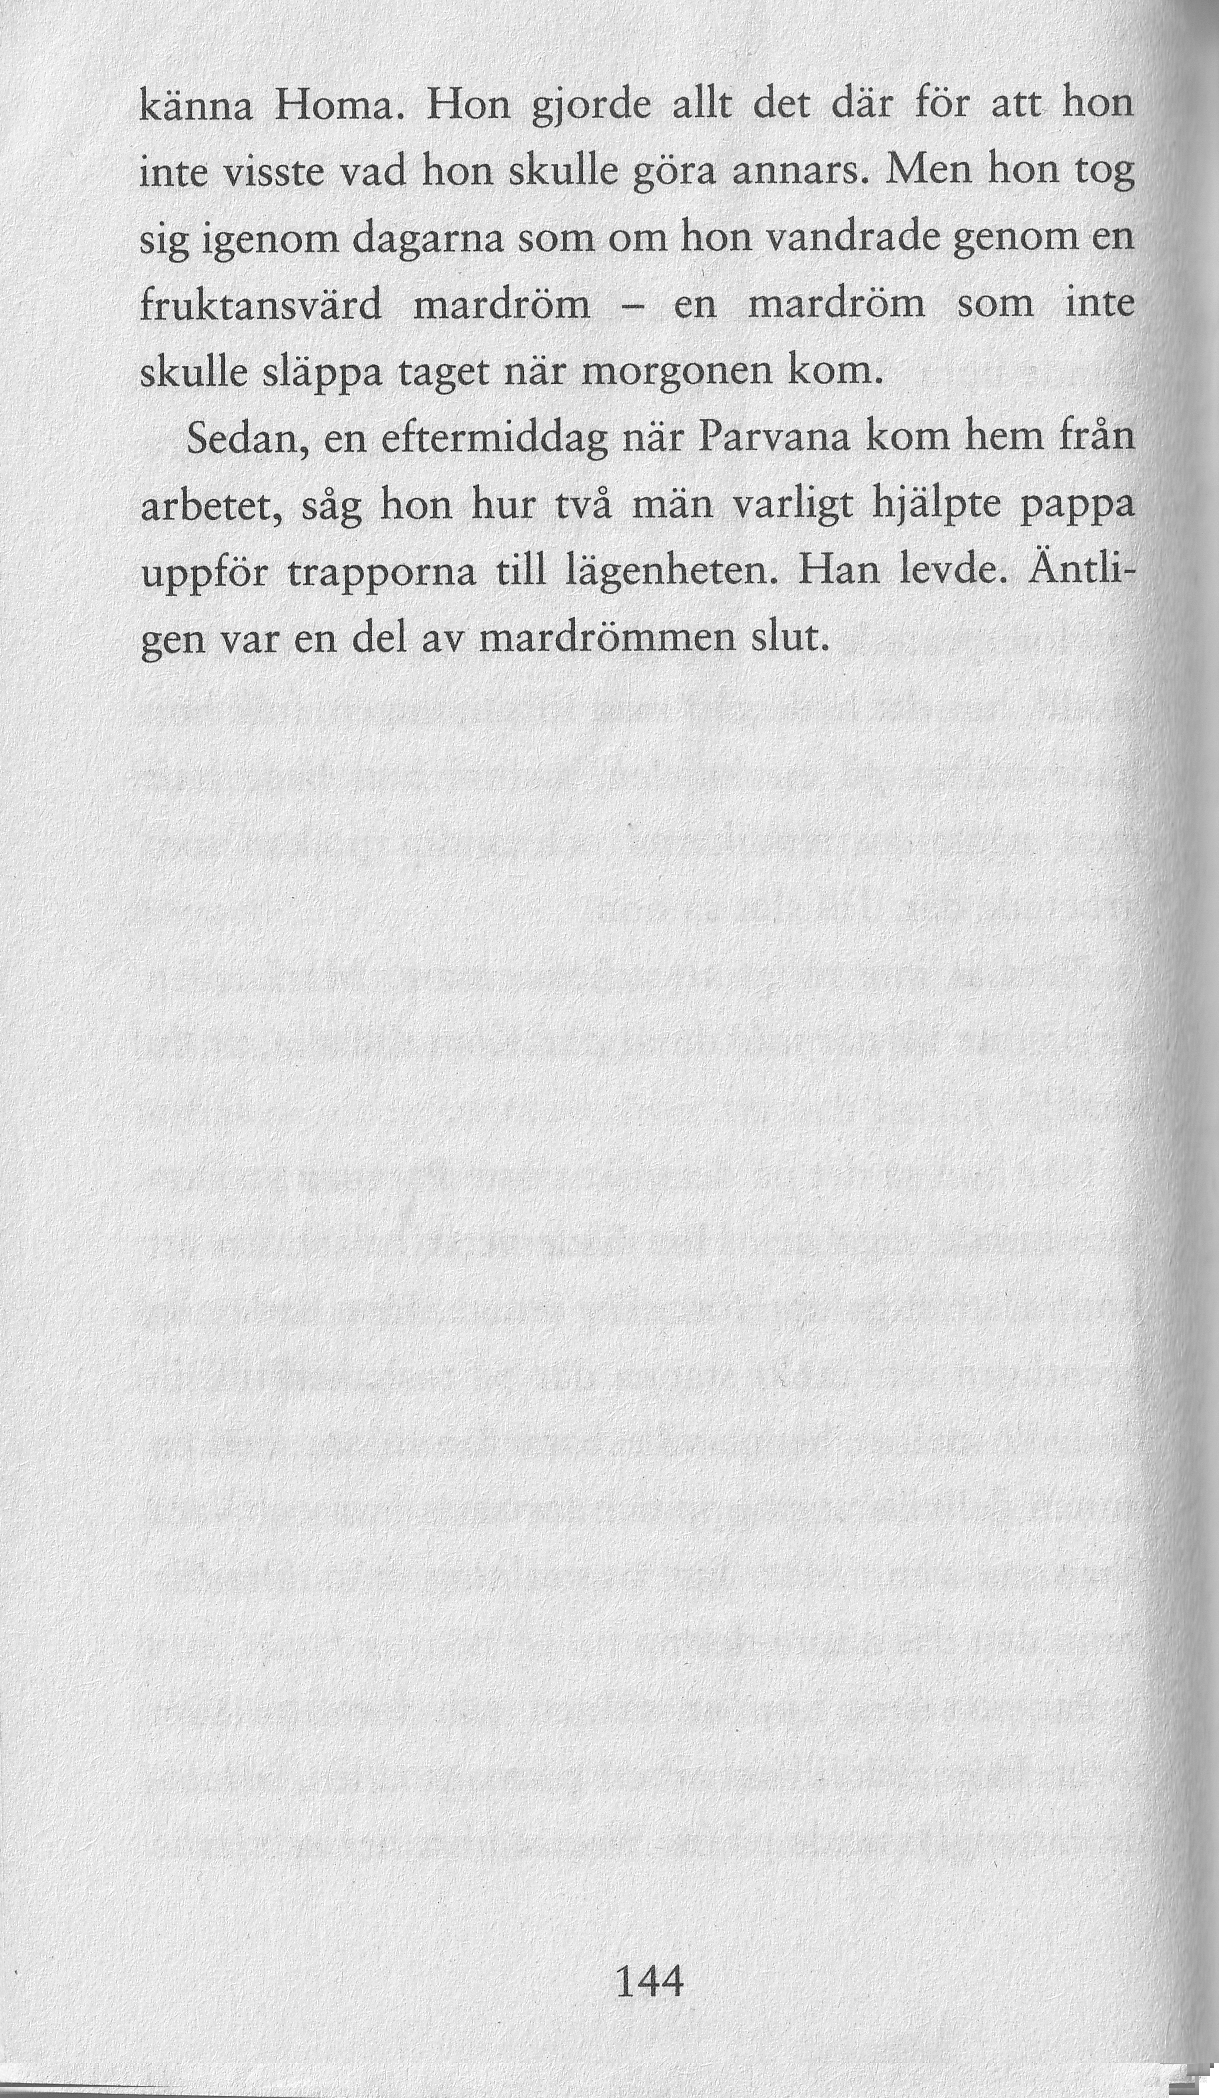 känna Homa. Hon gjorde allt det där för att hon
inte visste vad hon skulle göra annars. Men hon tog
sig igenom dagarna som om hon vandrade genom en
fruktansvärd mardröm – en mardröm som inte
skulle släppa taget när morgonen kom.
Sedan, en eftermiddag när Parvana kom hem från
arbetet, såg hon hur två män varligt hjälpte pappa
uppför trapporna till lägenheten. Han levde. Äntli-
gen var en del av mardrömmen slut.
144